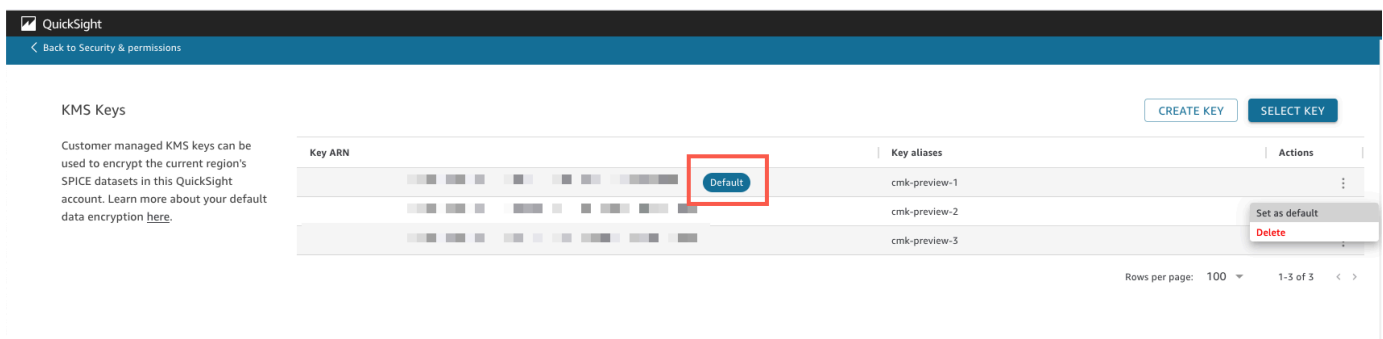 QuickSight
Back to Security & permissions
KMS Keys
CREATE KEY
SELECT KEY
Customer managed KMS keys can be
used to encrypt the current region's
SPICE datasets in this QuickSight
account. Learn more about your default
data encryption here.
Key ARN
Key aliases
Actions
Default
cmk-preview-1
cmk-preview-2
Set as default
Delete
cmk-preview-3
Rows per page: 100
1-3 of 3